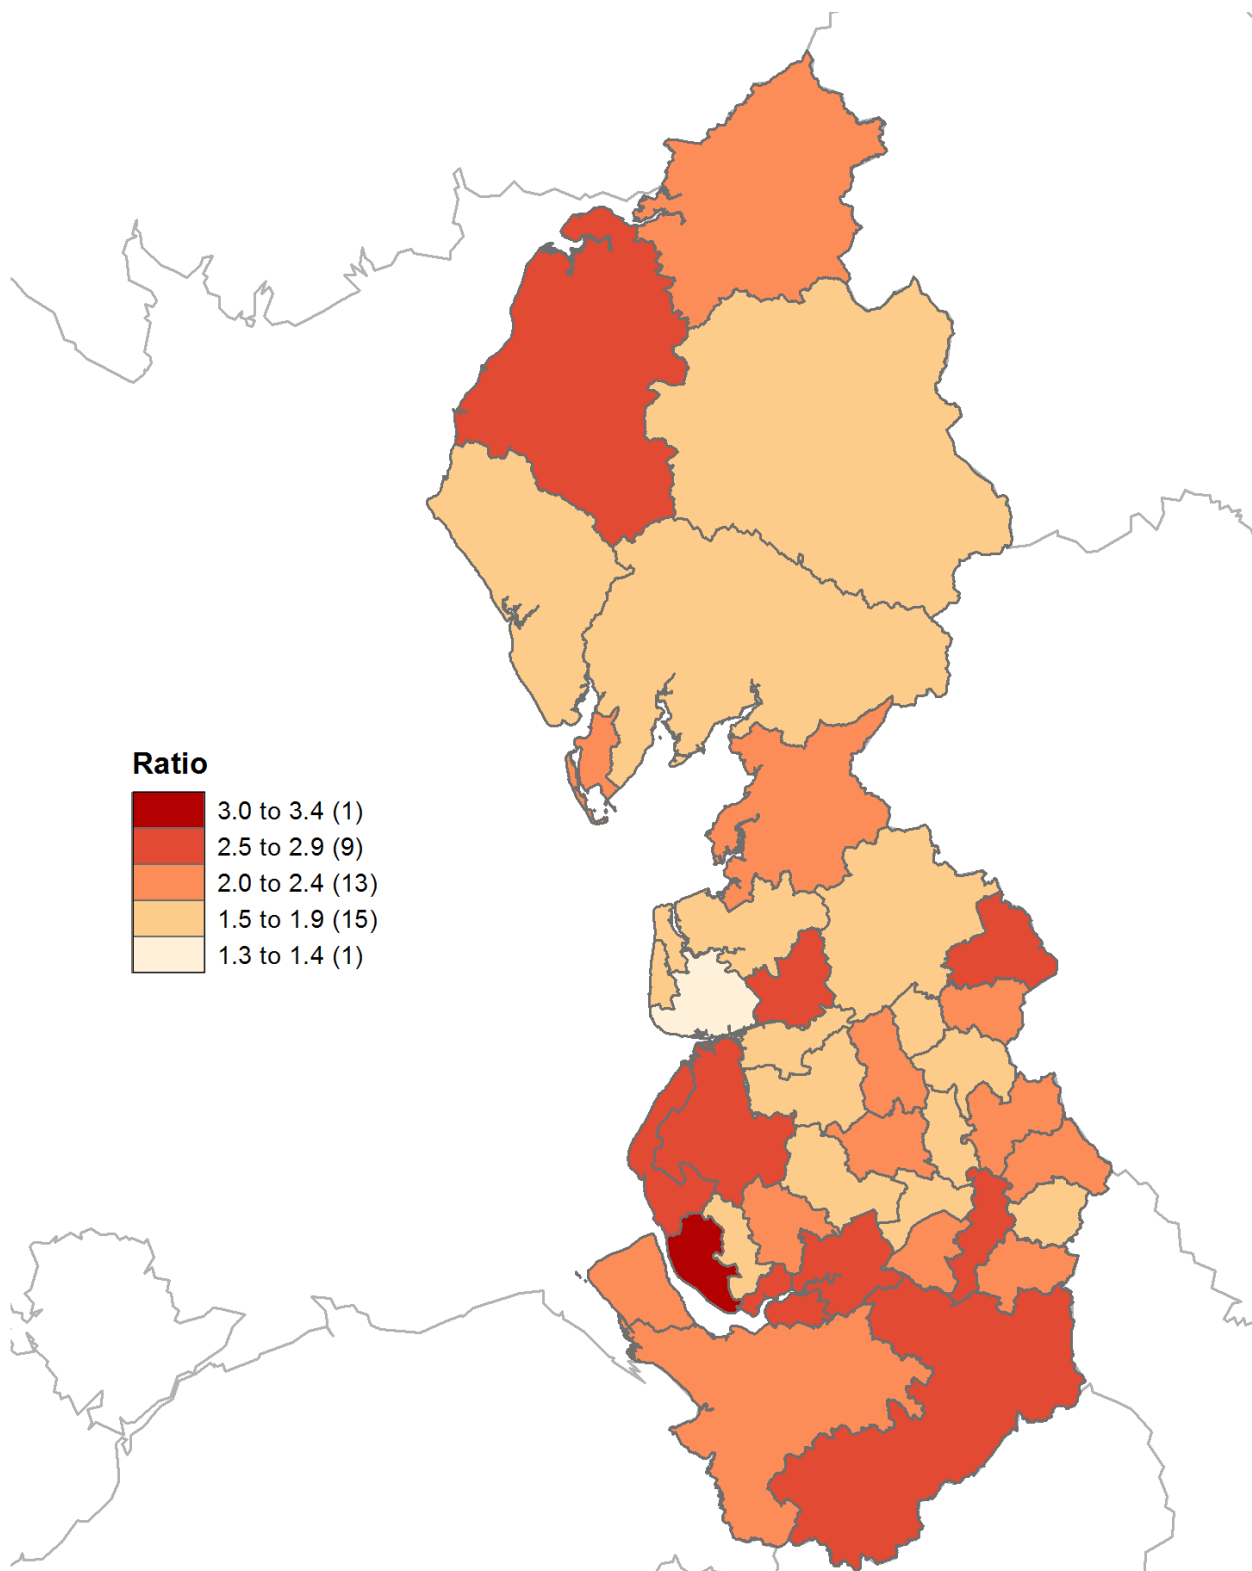 Ratio
3.0 to 3.4 (1)
2.5 to 2.9 (9)
2.0 to 2.4 (13)
1.5 to 1.9 (15)
1.3 to 1.4 (1)